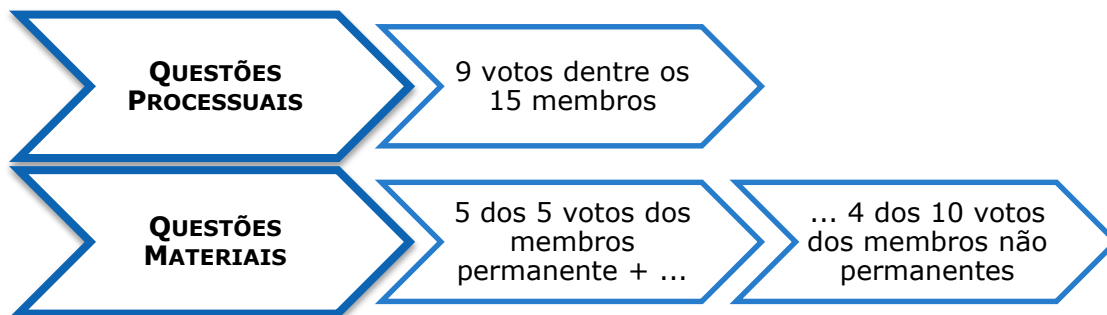 QUESTÕES
PROCESSUAIS
9 votos dentre os
15 membros
QUESTÕES
MATERIAIS
5 dos 5 votos dos
membros
permanente + ...
... 4 dos 10 votos
dos membros não
permanentes